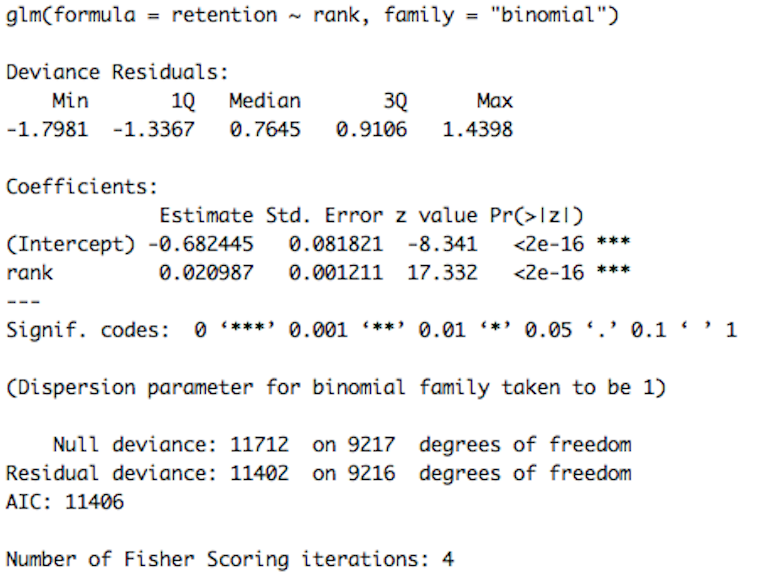 glm(formula = retention ~ rank, family = "binomial")
Deviance Residuals:
Min 1Q Median 3Q Max
-1.7981 -1.3367 0.7645 0.9106 1.4398
Coefficients:
Estimate Std. Error z value Pr(>|z|)
(Intercept) -0.682445 0.081821 -8.341 <2e-16 ***
rank 0.020987 0.001211 17.332 <2e-16 ***
---
Signif. codes: 0 ‘***’ 0.001 ‘**’ 0.01 ‘*’ 0.05 ‘.’ 0.1 ‘ ’ 1
(Dispersion parameter for binomial family taken to be 1)
Null deviance: 11712 on 9217 degrees of freedom
Residual deviance: 11402 on 9216 degrees of freedom
AIC: 11406
Number of Fisher Scoring iterations: 4